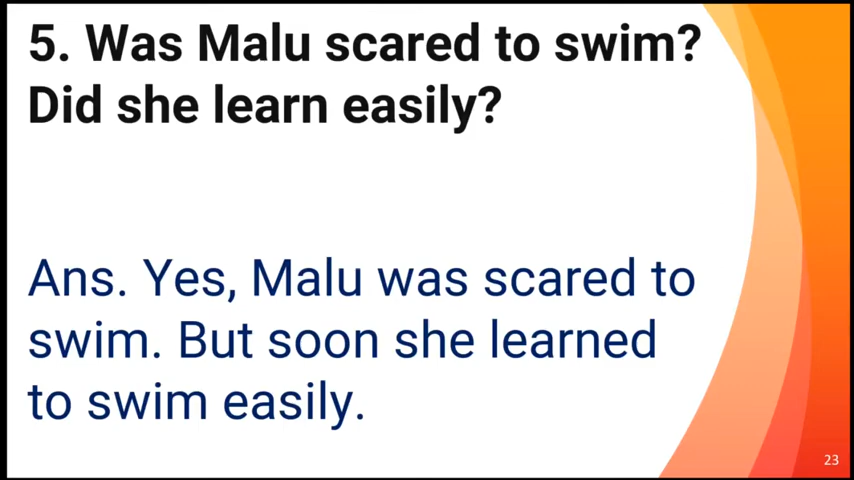 5. Was Malu scared to swim?
Did she learn easily?
Ans. Yes, Malu was scared to
swim. But soon she learned
to swim easily.
23